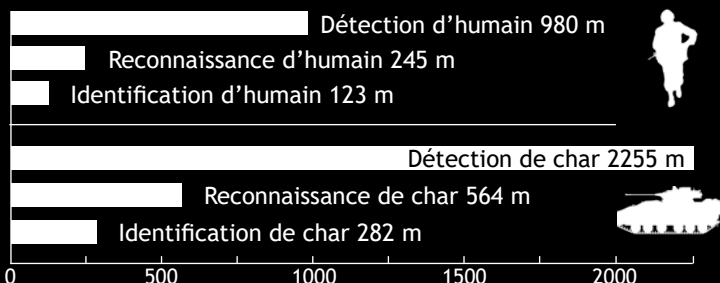 Détection d’humain 980 m
Reconnaissance d’humain 245 m
Identification d’humain 123 m
Détection de char 2255 m
Reconnaissance de char 564 m
Identification de char 282 m
0 500 1000 1500 2000